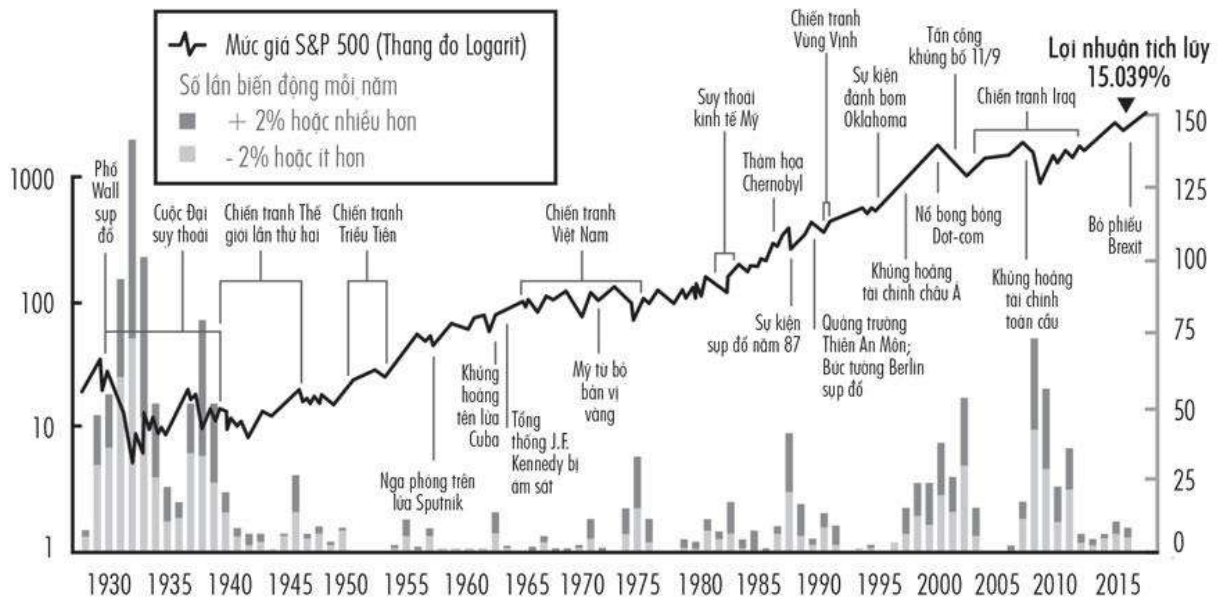 Mức giá S&P 500 (Thang đo Logarit)
Số lần biến động mỗi năm
+ 2% hoặc nhiều hơn
- 2% hoặc ít hơn
Lợi nhuận tích lũy
15.039%
Phố
Wall
sụp
đổ
Cuộc Đại
suy thoái
Chiến tranh Thế
giới lần thứ hai
Chiến tranh
Triều Tiên
Nga phóng trên
lửa Sputnik
Khủng
hoảng
tên lửa
Cuba
Tổng
thống J.F.
Kennedy bị
ám sát
Chiến tranh
Việt Nam
Mỹ từ bỏ
bản vị
vàng
Suy thoái
kinh tế Mỹ
Thảm họa
Chernobyl
Sự kiện
sụp đổ năm 87
Chiến tranh
Vùng Vịnh
Quảng trường
Thiên An Môn;
Bức tường Berlin
sụp đổ
Sự kiện
đánh bom
Oklahoma
Khủng hoảng
tài chính châu Á
Tấn công
khủng bố 11/9
Nổ bong bóng
Dot-com
Chiến tranh Iraq
Khủng hoảng
tài chính
toàn cầu
Bỏ phiếu
Brexit
1000
100
10
1
150
125
100
75
50
25
0
1930 1935 1940 1945 1950 1955 1960 1965 1970 1975 1980 1985 1990 1995 2000 2005 2010 2015